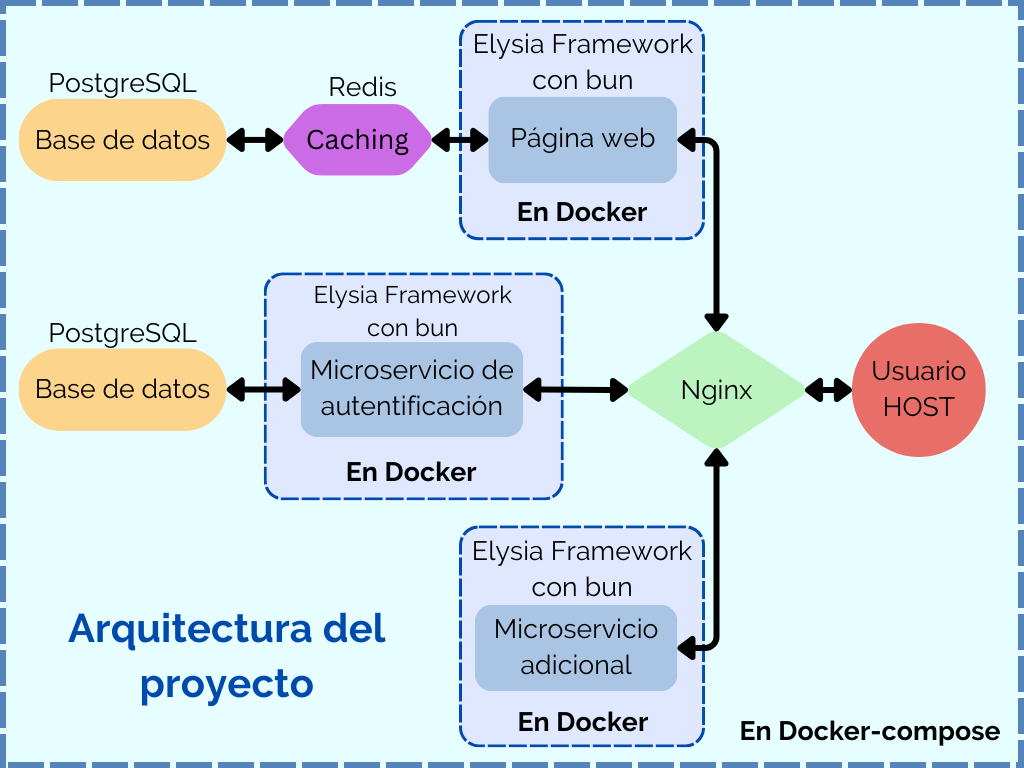 Elysia Framework
con bun
PostgreSQL
Redis
Base de datos
Caching
Página web
En Docker
Elysia Framework
con bun
PostgreSQL
Base de datos
Microservicio de
autentificación
Nginx
Usuario
HOST
En Docker
Elysia Framework
con bun
Microservicio
adicional
En Docker
Arquitectura del
proyecto
En Docker-compose